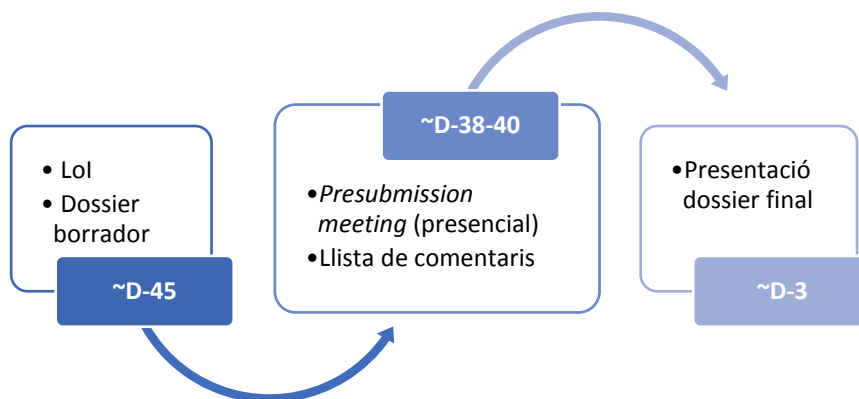 • LoI
• Dossier
borrador
~D-45
~D-38-40
•Presubmission
meeting (presencial)
•Llista de comentaris
•Presentació
dossier final
~D-3